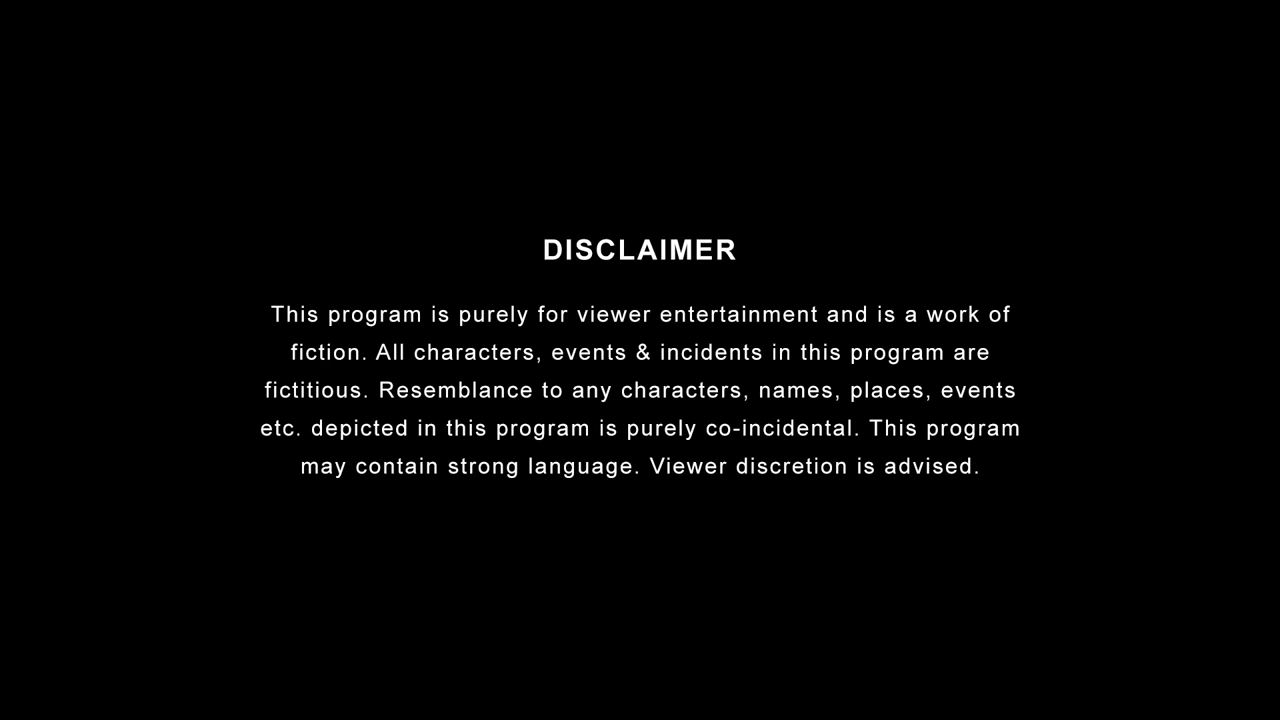 DISCLAIMER
This program is purely for viewer entertainment and is a work of
fiction. All characters, events & incidents in this program are
fictitious. Resemblance to any characters, names, places, events
etc. depicted in this program is purely co-incidental. This program
may contain strong language. Viewer discretion is advised.